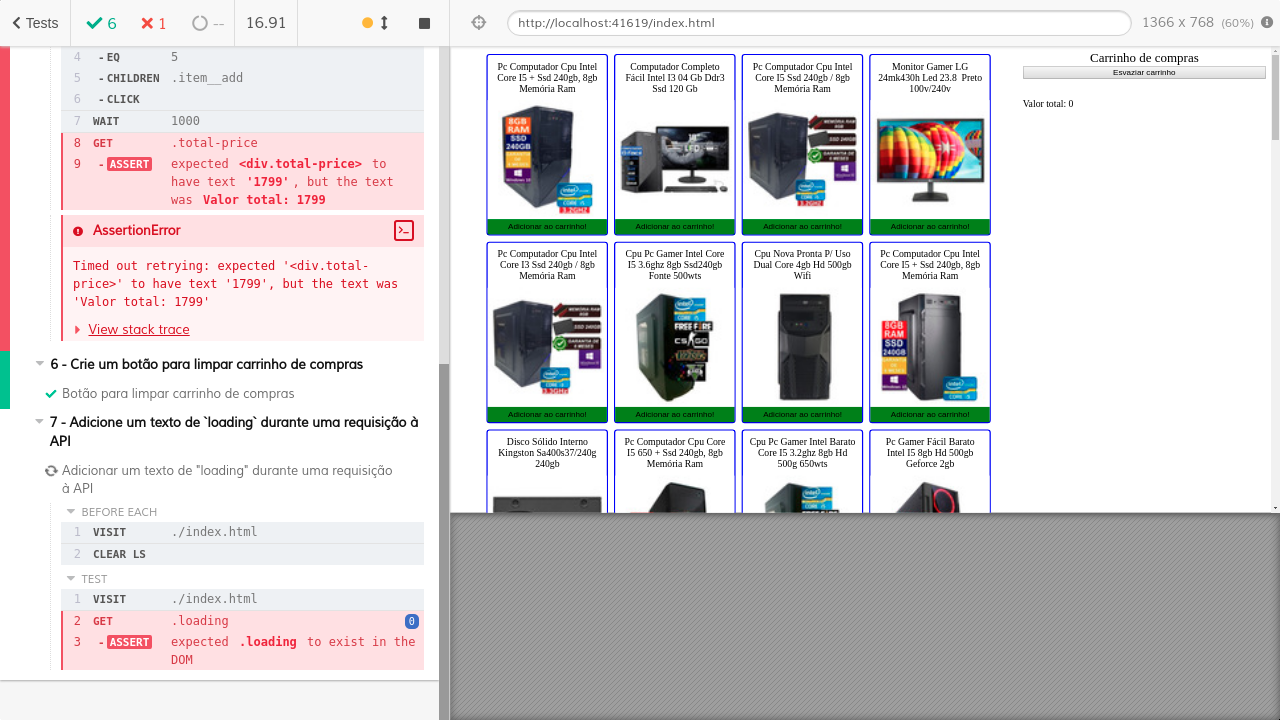 Tests
6
1
--
16.91
http://localhost:41619/index.html
1366 x 768 (60%)
4 - EQ 5
5 - CHILDREN .item__add
6 - CLICK
7 WAIT 1000
8 GET .total-price
9 - ASSERT expected <div.total-price> to
have text '1799', but the text
was Valor total: 1799
AssertionError
Timed out retrying: expected '<div.total-
price>' to have text '1799', but the text was
'Valor total: 1799'
View stack trace
6 - Crie um botão para limpar carrinho de compras
Botão para limpar carrinho de compras
7 - Adicione um texto de `loading` durante uma requisição à
API
Adicionar um texto de "loading" durante uma requisição
à API
BEFORE EACH
1 VISIT ./index.html
2 CLEAR LS
TEST
1 VISIT ./index.html
2 GET .loading 0
3 - ASSERT expected .loading to exist in the
DOM
Pc Computador Cpu Intel
Core I5 + Ssd 240gb, 8gb
Memória Ram
8GB
RAM
SSD
240GB
Adicionar ao carrinho!
Computador Completo
Fácil Intel I3 04 Gb Ddr3
Ssd 120 Gb
Adicionar ao carrinho!
Pc Computador Cpu Intel
Core I5 Ssd 240gb / 8gb
Memória Ram
Adicionar ao carrinho!
Monitor Gamer LG
24mk430h Led 23.8 Preto
100v/240v
Adicionar ao carrinho!
Pc Computador Cpu Intel
Core I3 Ssd 240gb / 8gb
Memória Ram
Adicionar ao carrinho!
Cpu Pc Gamer Intel Core
I5 3.6ghz 8gb Ssd240gb
Fonte 500wts
FREE FIRE
CS:GO
Adicionar ao carrinho!
Cpu Nova Pronta P/ Uso
Dual Core 4gb Hd 500gb
Wifi
Adicionar ao carrinho!
Pc Computador Cpu Intel
Core I5 + Ssd 240gb, 8gb
Memória Ram
8GB
RAM
SSD
240GB
Adicionar ao carrinho!
Disco Sólido Interno
Kingston Sa400s37/240g
240gb
Pc Computador Cpu Core
I5 650 + Ssd 240gb, 8gb
Memória Ram
Cpu Pc Gamer Intel Barato
Core I5 3.2ghz 8gb Hd
500g 650wts
Pc Gamer Fácil Barato
Intel I5 8gb Hd 500gb
Geforce 2gb
Carrinho de compras
Esvaziar carrinho
Valor total: 0